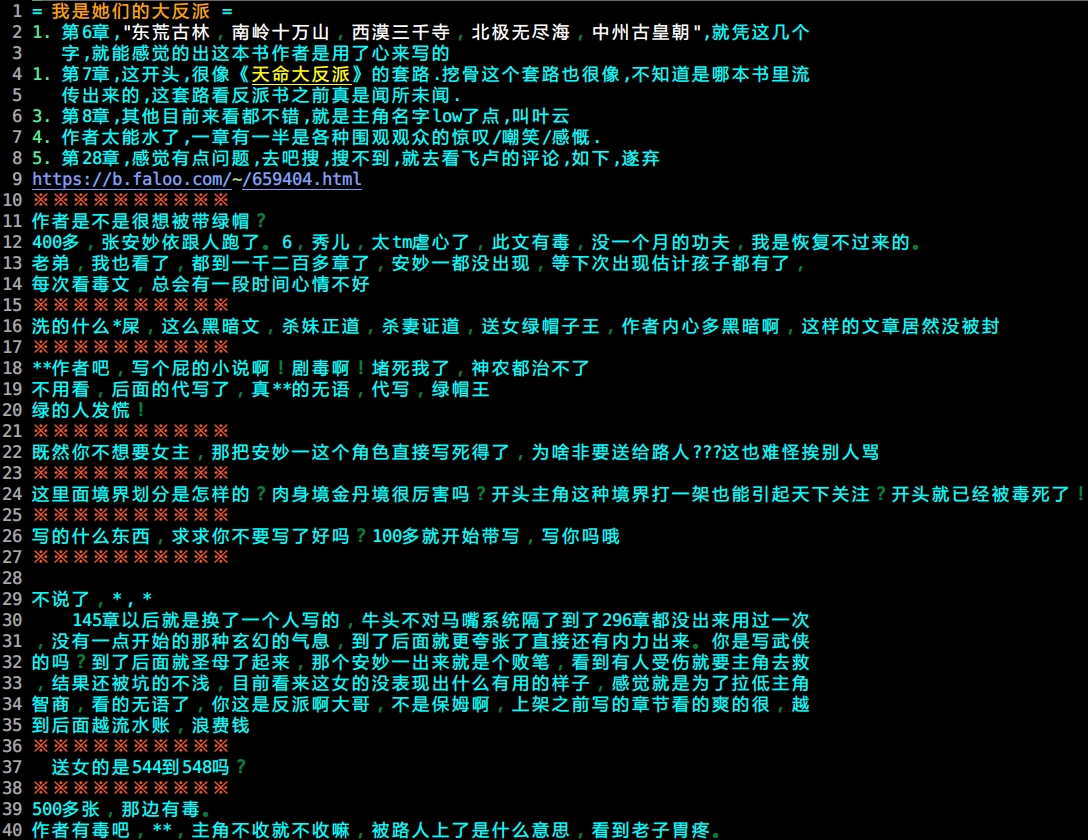 1 = 我是她们的大反派 =
2 1. 第6章,"东荒古林，南岭十万山，西漠三千寺，北极无尽海，中州古皇朝",就凭这几个
3 字,就能感觉的出这本书作者是用了心来写的
4 1. 第7章,这开头,很像《天命大反派》的套路.挖骨这个套路也很像,不知道是哪本书里流
5 传出来的,这套路看反派书之前真是闻所未闻.
6 3. 第8章,其他目前来看都不错,就是主角名字low了点,叫叶云
7 4. 作者太能水了,一章有一半是各种围观观众的惊叹/嘲笑/感慨.
8 5. 第28章,感觉有点问题,去吧搜,搜不到,就去看飞卢的评论,如下,遂弃
9 https://b.faloo.com/~/659404.html
10 ※※※※※※※※※※
11 作者是不是很想被带绿帽？
12 400多，张安妙依跟人跑了。6，秀儿，太tm虐心了，此文有毒，没一个月的功夫，我是恢复不过来的。
13 老弟，我也看了，都到一千二百多章了，安妙一都没出现，等下次出现估计孩子都有了，
14 每次看毒文，总会有一段时间心情不好
15 ※※※※※※※※※※
16 洗的什么*屎，这么黑暗文，杀妹正道，杀妻证道，送女绿帽子王，作者内心多黑暗啊，这样的文章居然没被封
17 ※※※※※※※※※※
18 **作者吧，写个屁的小说啊！剧毒啊！堵死我了，神农都治不了
19 不用看，后面的代写了，真**的无语，代写，绿帽王
20 绿的人发慌！
21 ※※※※※※※※※※
22 既然你不想要女主，那把安妙一这个角色直接写死得了，为啥非要送给路人???这也难怪挨别人骂
23 ※※※※※※※※※※
24 这里面境界划分是怎样的？肉身境金丹境很厉害吗？开头主角这种境界打一架也能引起天下关注？开头就已经被毒死了！
25 ※※※※※※※※※※
26 写的什么东西，求求你不要写了好吗？100多就开始带写，写你吗哦
27 ※※※※※※※※※※
28
29 不说了，*，*
30 145章以后就是换了一个人写的，牛头不对马嘴系统隔了到了296章都没出来用过一次
31 ，没有一点开始的那种玄幻的气息，到了后面就更夸张了直接还有内力出来。你是写武侠
32 的吗？到了后面就圣母了起来，那个安妙一出来就是个败笔，看到有人受伤就要主角去救
33 ，结果还被坑的不浅，目前看来这女的没表现出什么有用的样子，感觉就是为了拉低主角
34 智商，看的无语了，你这是反派啊大哥，不是保姆啊，上架之前写的章节看的爽的很，越
35 到后面越流水账，浪费钱
36 ※※※※※※※※※※
37 送女的是544到548吗？
38 ※※※※※※※※※※
39 500多张，那边有毒。
40 作者有毒吧，**，主角不收就不收嘛，被路人上了是什么意思，看到老子胃疼。